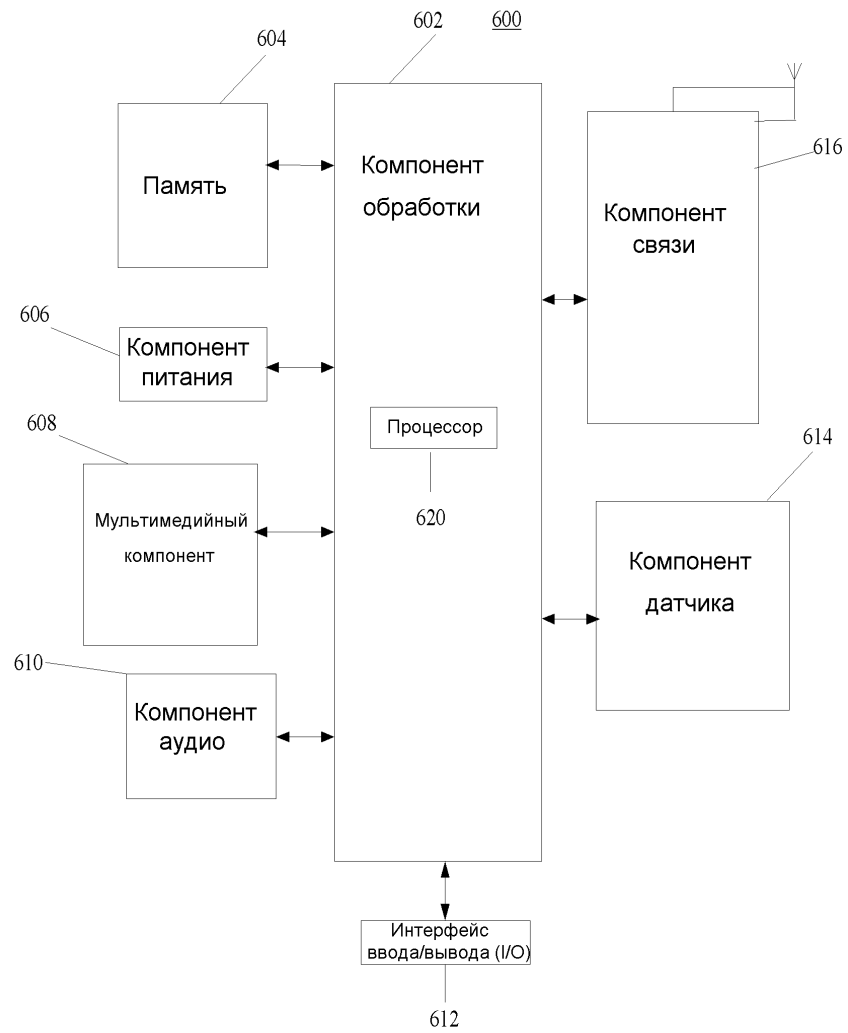 602
600
604
616
Память
Компонент
обработки
Компонент
связи
606
Компонент
питания
608
Процессор
614
620
Мультимедийный
компонент
Компонент
датчика
610
Компонент
аудио
Интерфейс
ввода/вывода (I/O)
612